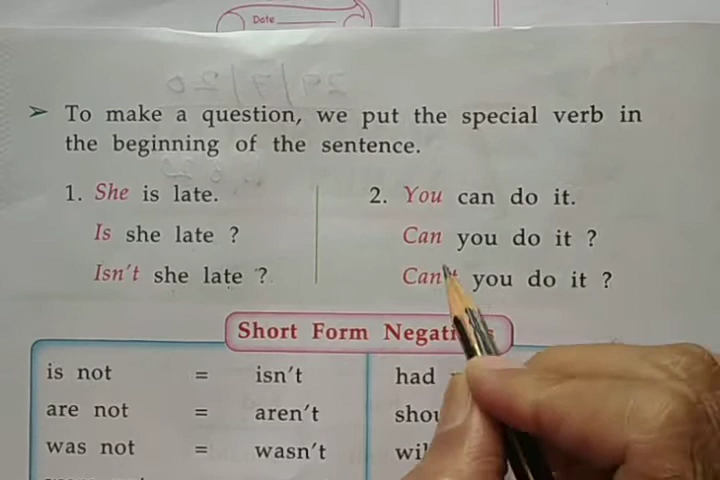 Date
➢ To make a question, we put the special verb in
the beginning of the sentence.
1. She is late.
Is she late ?
Isn't she late ?
2. You can do it.
Can you do it ?
Can't you do it ?
Short Form Negatives
is not = isn't
are not = aren't
was not = wasn't
had